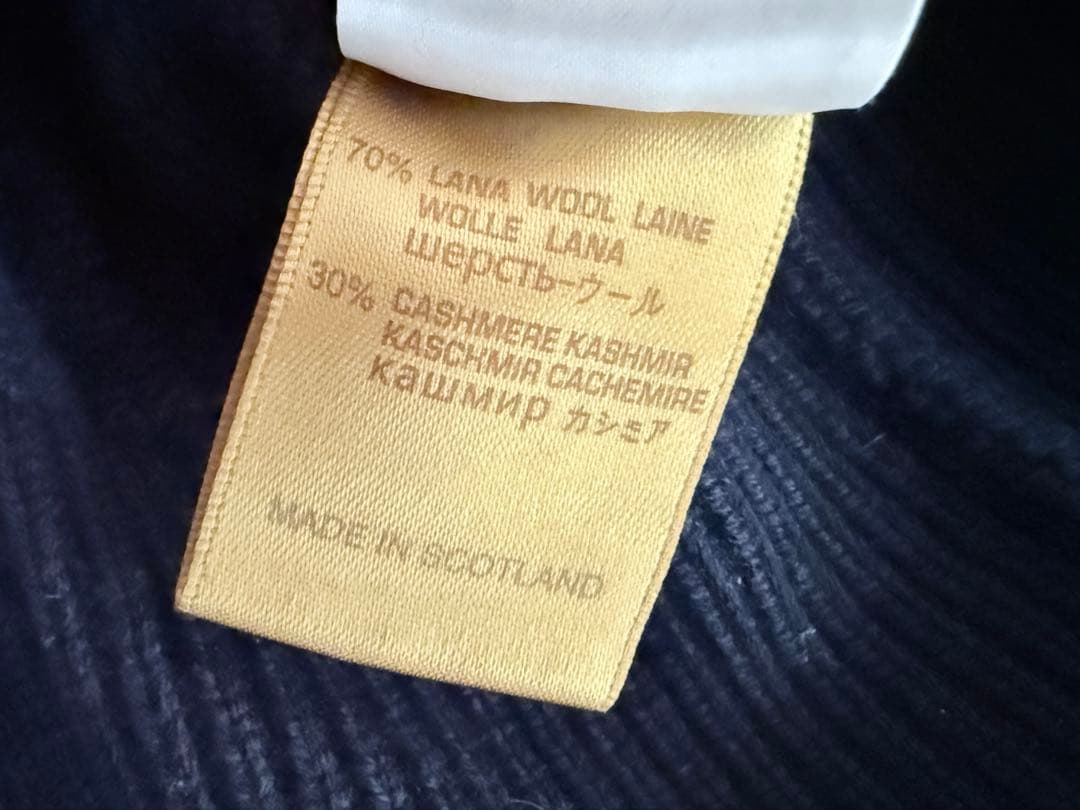 70% LANA WOOL LAINE
WOLLE LANA
шерсть-ウール
30% CASHMERE KASHMIR
KASCHMIR CACHEMIRE
кашмир カシミア
MADE IN SCOTLAND